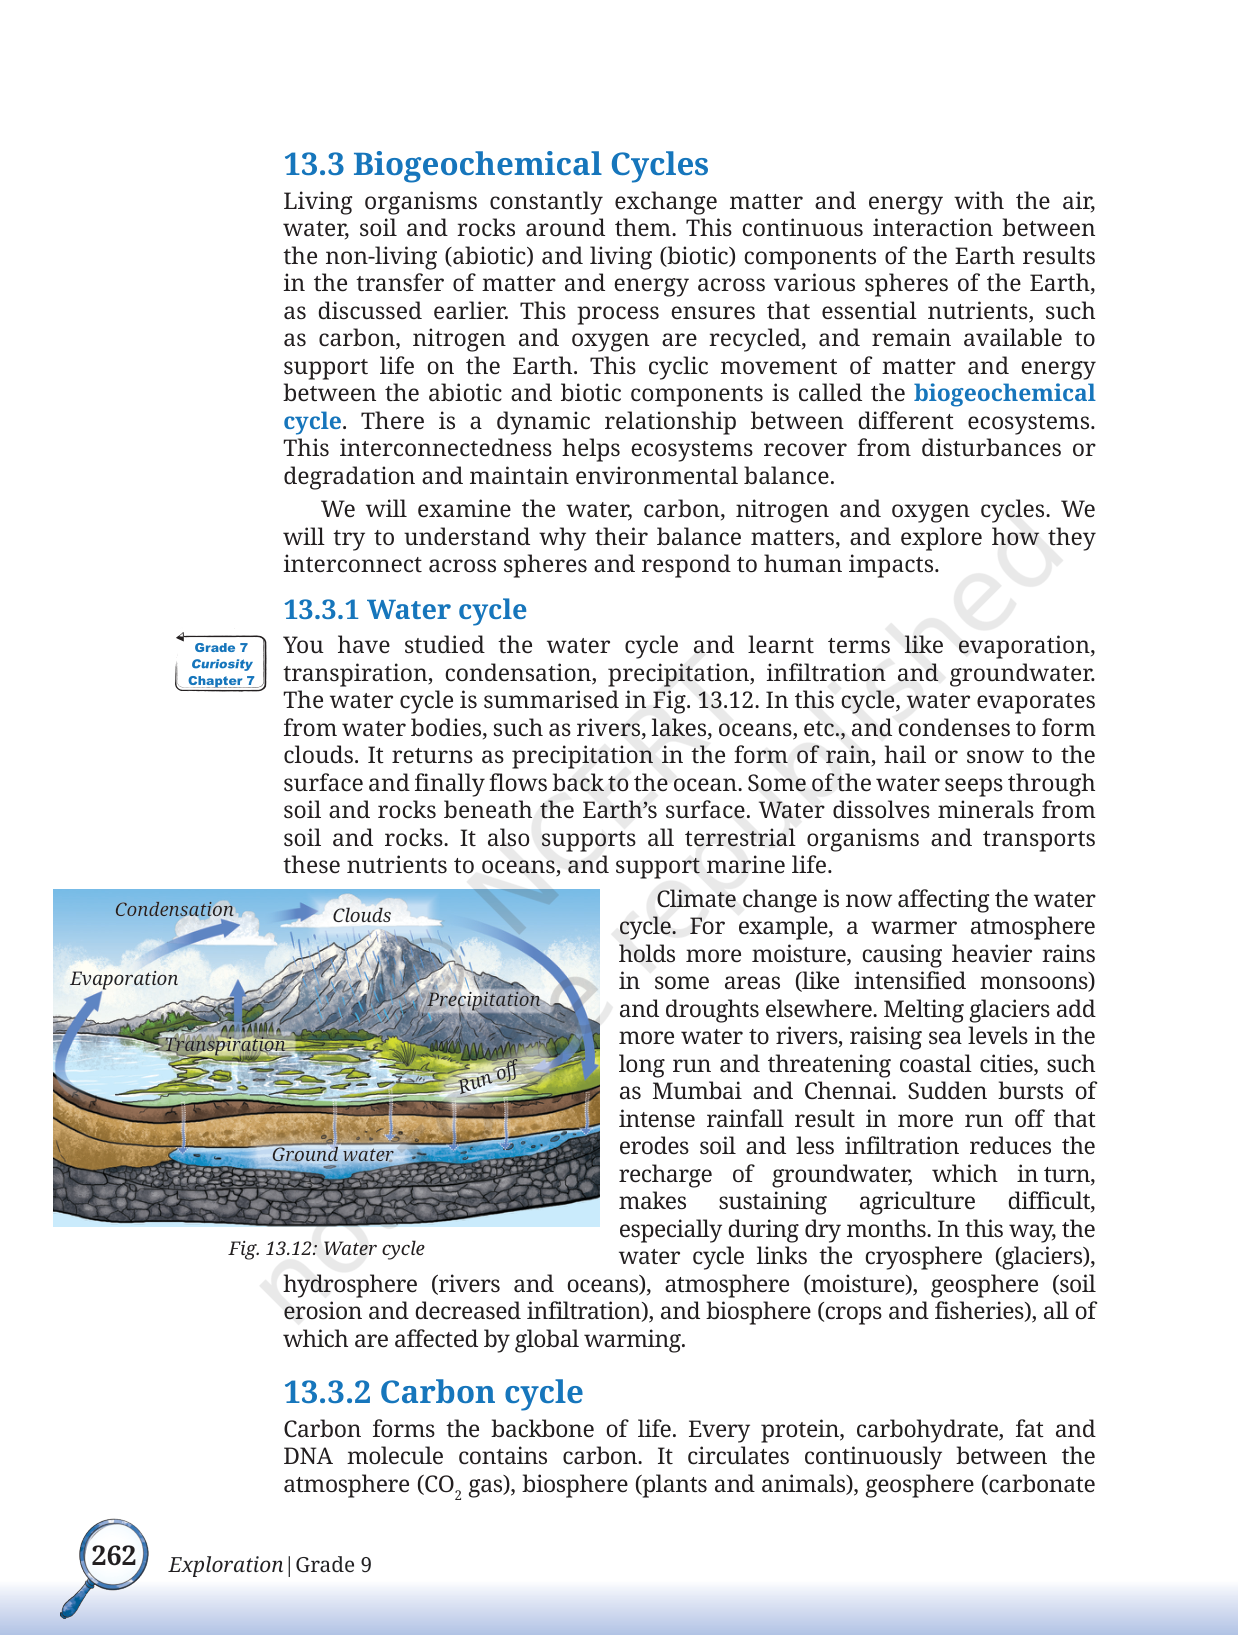 13.3 Biogeochemical Cycles
Living organisms constantly exchange matter and energy with the air,
water, soil and rocks around them. This continuous interaction between
the non-living (abiotic) and living (biotic) components of the Earth results
in the transfer of matter and energy across various spheres of the Earth,
as discussed earlier. This process ensures that essential nutrients, such
as carbon, nitrogen and oxygen are recycled, and remain available to
support life on the Earth. This cyclic movement of matter and energy
between the abiotic and biotic components is called the biogeochemical
cycle. There is a dynamic relationship between different ecosystems.
This interconnectedness helps ecosystems recover from disturbances or
degradation and maintain environmental balance.
We will examine the water, carbon, nitrogen and oxygen cycles. We
will try to understand why their balance matters, and explore how they
interconnect across spheres and respond to human impacts.
13.3.1 Water cycle
Grade 7
Curiosity
Chapter 7
You have studied the water cycle and learnt terms like evaporation,
transpiration, condensation, precipitation, infiltration and groundwater.
The water cycle is summarised in Fig. 13.12. In this cycle, water evaporates
from water bodies, such as rivers, lakes, oceans, etc., and condenses to form
clouds. It returns as precipitation in the form of rain, hail or snow to the
surface and finally flows back to the ocean. Some of the water seeps through
soil and rocks beneath the Earth's surface. Water dissolves minerals from
soil and rocks. It also supports all terrestrial organisms and transports
these nutrients to oceans, and support marine life.
Condensation
Clouds
Evaporation
Precipitation
Transpiration
Run off
Ground water
Fig. 13.12: Water cycle
Climate change is now affecting the water
cycle. For example, a warmer atmosphere
holds more moisture, causing heavier rains
in some areas (like intensified monsoons)
and droughts elsewhere. Melting glaciers add
more water to rivers, raising sea levels in the
long run and threatening coastal cities, such
as Mumbai and Chennai. Sudden bursts of
intense rainfall result in more run off that
erodes soil and less infiltration reduces the
recharge of groundwater, which in turn,
makes sustaining agriculture difficult,
especially during dry months. In this way, the
water cycle links the cryosphere (glaciers),
hydrosphere (rivers and oceans), atmosphere (moisture), geosphere (soil
erosion and decreased infiltration), and biosphere (crops and fisheries), all of
which are affected by global warming.
13.3.2 Carbon cycle
Carbon forms the backbone of life. Every protein, carbohydrate, fat and
DNA molecule contains carbon. It circulates continuously between the
atmosphere (CO₂ gas), biosphere (plants and animals), geosphere (carbonate
262
Exploration|Grade 9
NCERT
republished